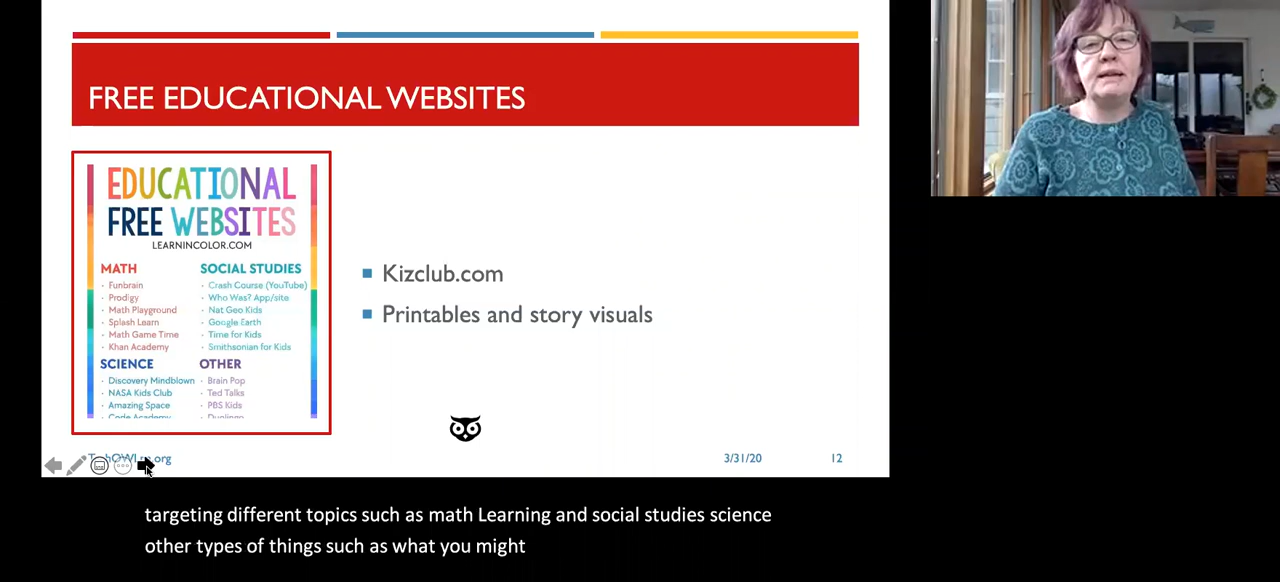 FREE EDUCATIONAL WEBSITES
EDUCATIONAL
FREE WEBSITES
LEARNINCOLOR.COM
MATH
· Funbrain
· Prodigy
· Math Playground
· Splash Learn
· Math Game Time
· Khan Academy
SOCIAL STUDIES
· Crash Course (YouTube)
· Who Was? App/site
· Nat Geo Kids
· Google Earth
· Time for Kids
· Smithsonian for Kids
SCIENCE
· Discovery Mindblown
· NASA Kids Club
· Amazing Space
· Code Academy
OTHER
· Brain Pop
· Ted Talks
· PBS Kids
· Duolingo
▪ Kizclub.com
▪ Printables and story visuals
3/31/20
12
targeting different topics such as math Learning and social studies science
other types of things such as what you might